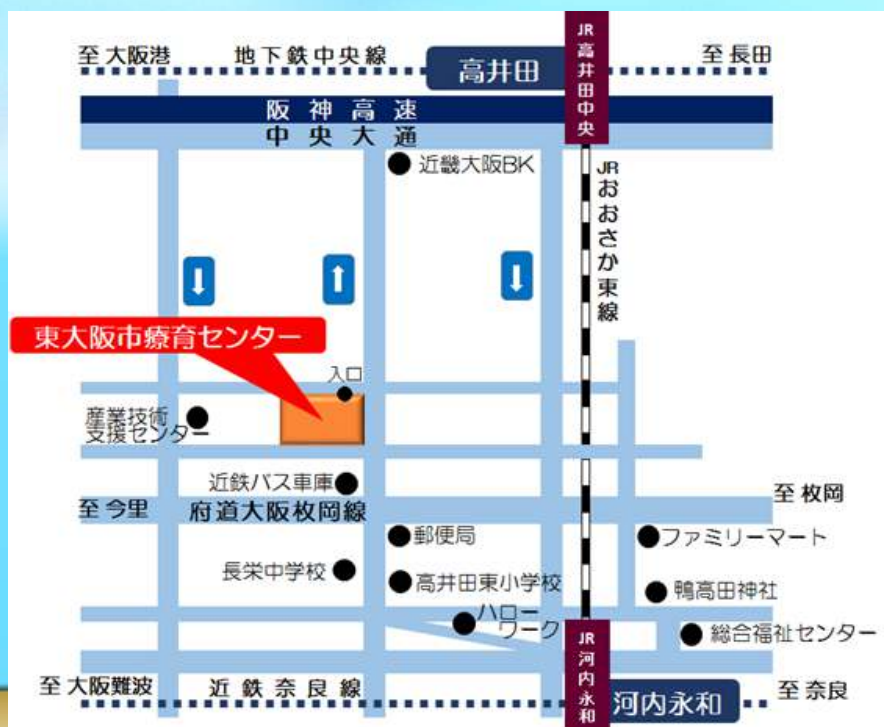 至大阪港
地下鉄中央線
高井田
JR高井田中央
至長田
阪神高速
中央大通
近畿大阪BK
JRおおさか東線
東大阪市療育センター
入口
産業技術
支援センター
近鉄バス車庫
至今里
府道大阪枚岡線
至枚岡
郵便局
ファミリーマート
長栄中学校
高井田東小学校
鴨高田神社
ハロー
ワーク
総合福祉センター
JR河内永和
至大阪難波
近鉄奈良線
河内永和
至奈良